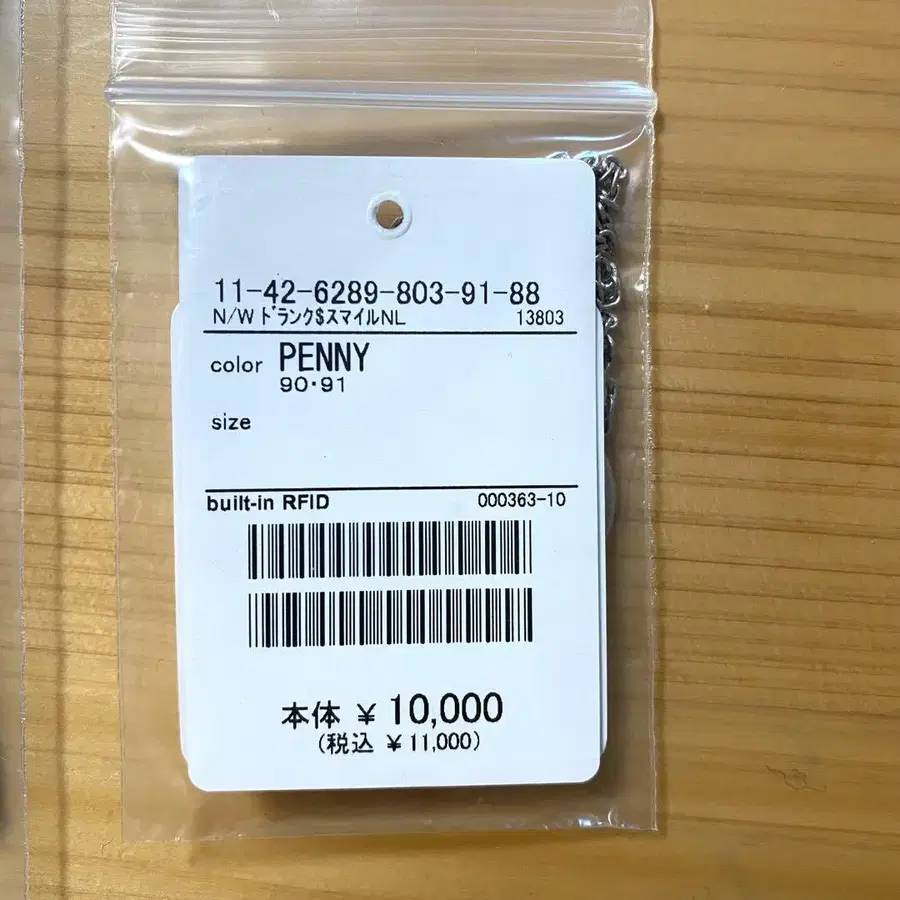 11-42-6289-803-91-88
N/W ドランク$スマイルNL 13803
color PENNY
90・91
size
built-in RFID 000363-10
本体 ¥ 10,000
(税込 ¥11,000)